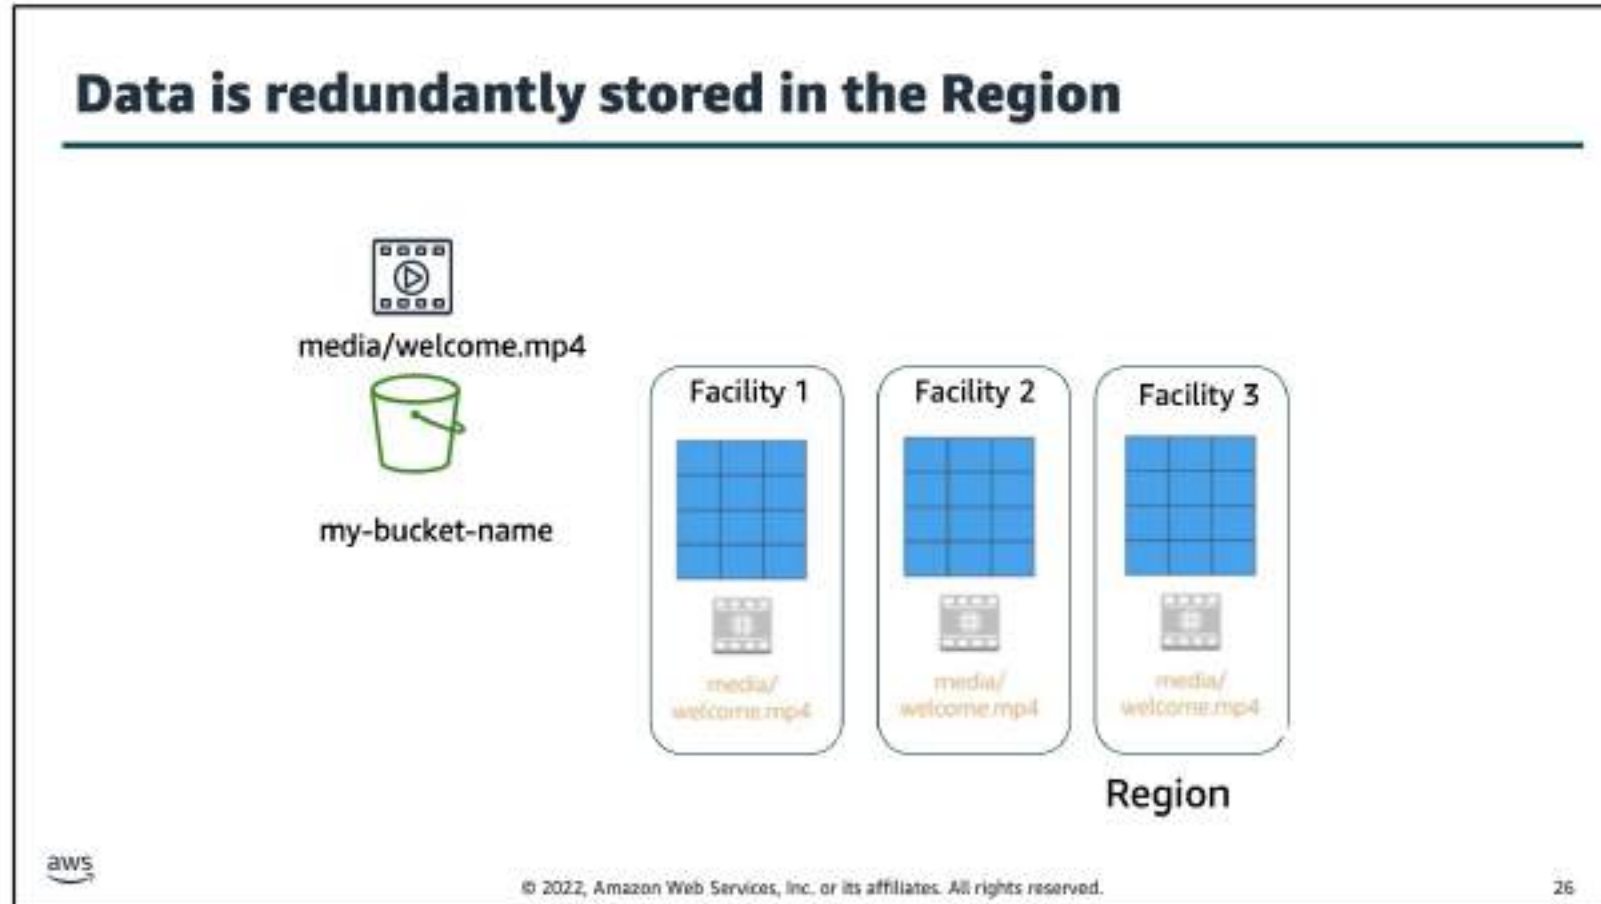 Data is redundantly stored in the Region
media/welcome.mp4
my-bucket-name
Facility 1
media/
welcome.mp4
Facility 2
media/
welcome.mp4
Facility 3
media/
welcome.mp4
Region
aws
© 2022, Amazon Web Services, Inc. or its affiliates. All rights reserved.
26